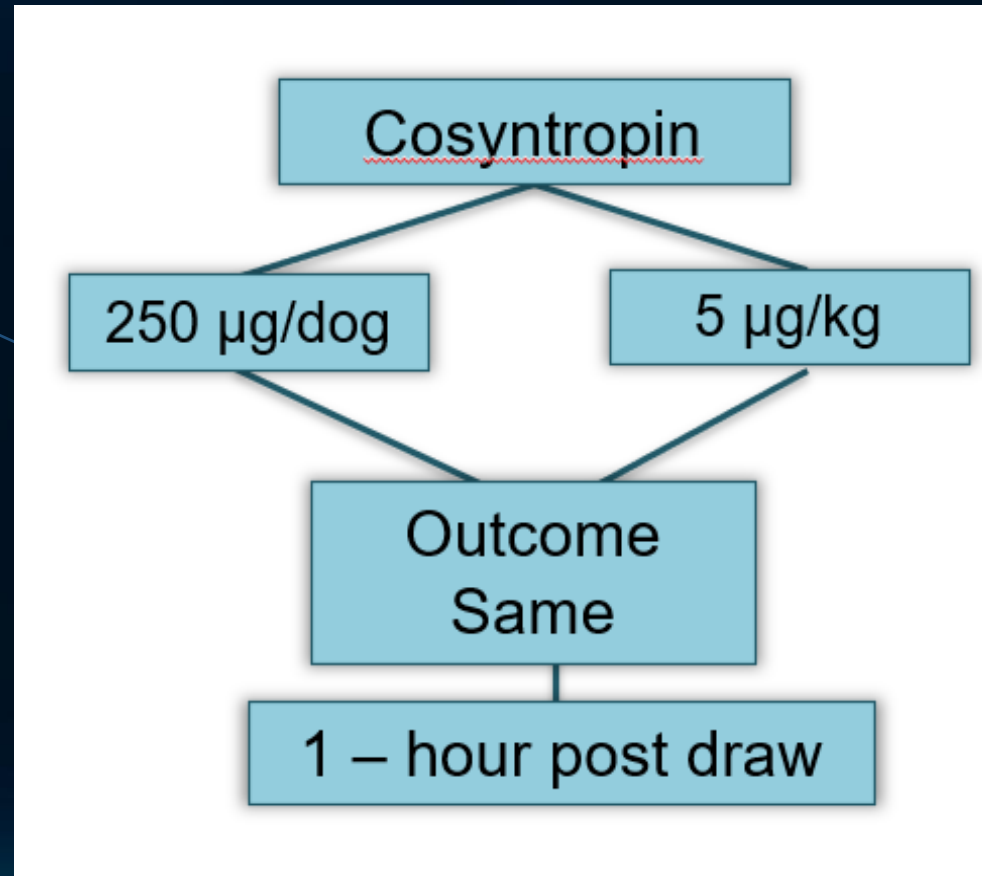 Cosyntropin
250 µg/dog
5 µg/kg
Outcome
Same
1 – hour post draw